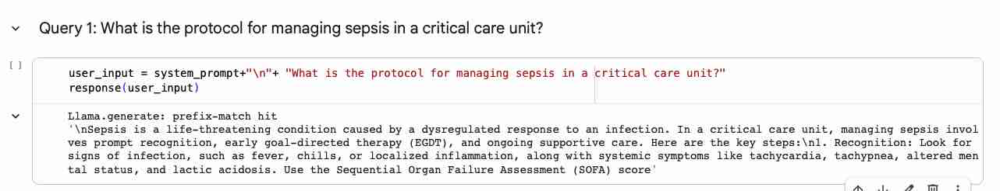 Query 1: What is the protocol for managing sepsis in a critical care unit?
[ ]
user_input = system_prompt+"\n"+ "What is the protocol for managing sepsis in a critical care unit?"
response(user_input)
Llama.generate: prefix-match hit
'\nSepsis is a life-threatening condition caused by a dysregulated response to an infection. In a critical care unit, managing sepsis invol
ves prompt recognition, early goal-directed therapy (EGDT), and ongoing supportive care. Here are the key steps:\n1. Recognition: Look for
signs of infection, such as fever, chills, or localized inflammation, along with systemic symptoms like tachycardia, tachypnea, altered men
tal status, and lactic acidosis. Use the Sequential Organ Failure Assessment (SOFA) score'